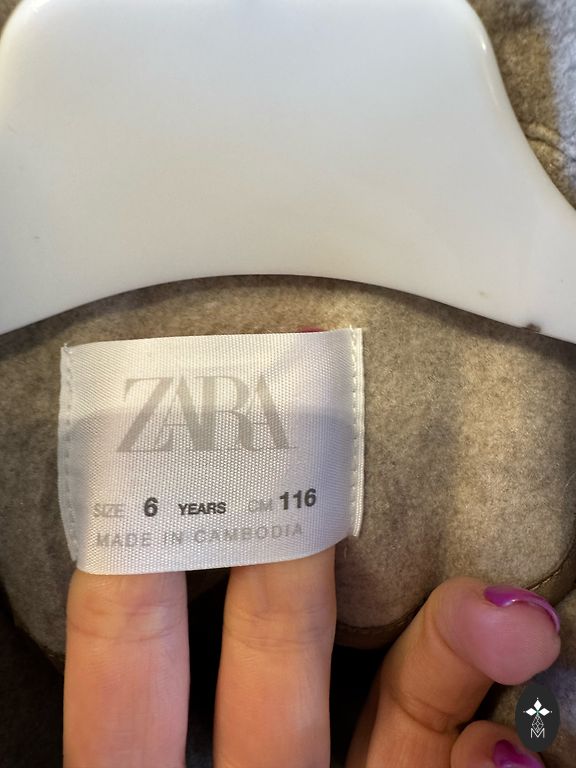 ZARA
SIZE 6 YEARS CM 116
MADE IN CAMBODIA
M